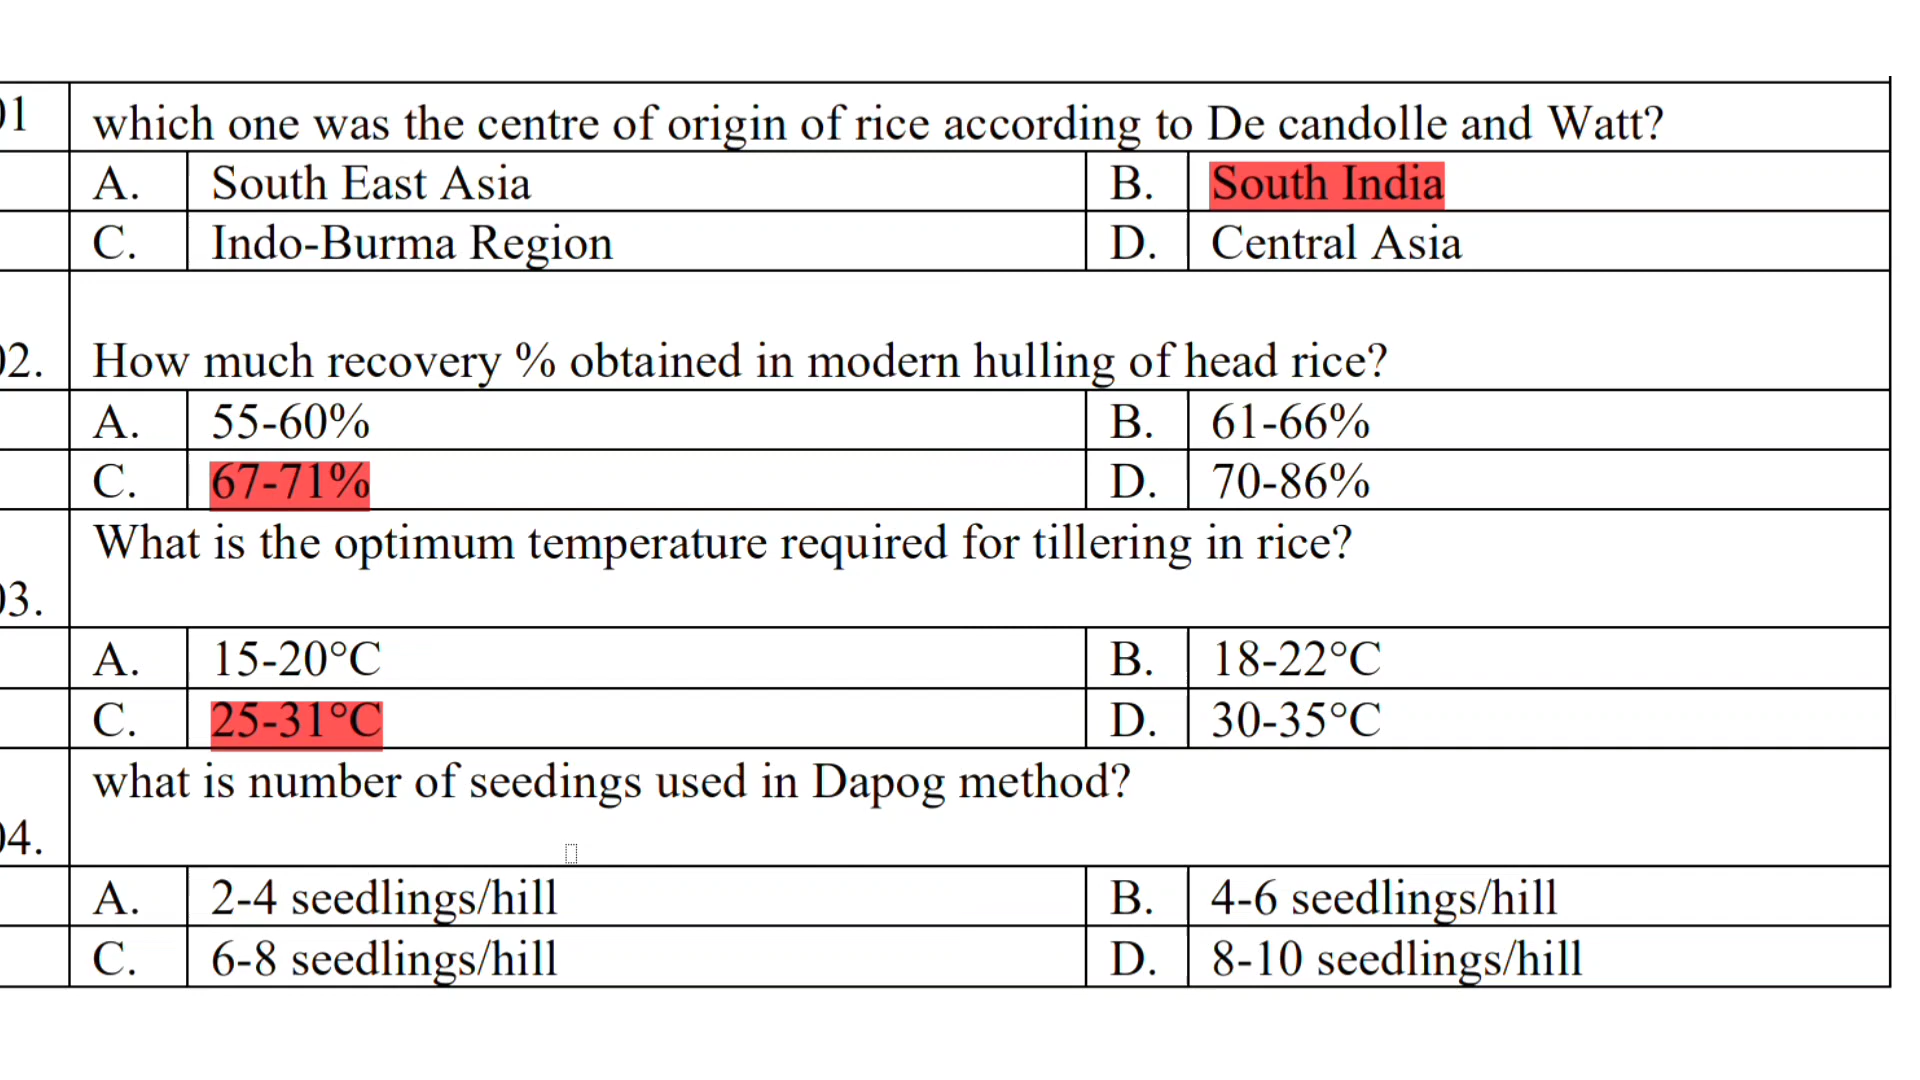 01 which one was the centre of origin of rice according to De candolle and Watt?
A. South East Asia B. South India
C. Indo-Burma Region D. Central Asia
02. How much recovery % obtained in modern hulling of head rice?
A. 55-60% B. 61-66%
C. 67-71% D. 70-86%
What is the optimum temperature required for tillering in rice?
03.
A. 15-20°C B. 18-22°C
C. 25-31°C D. 30-35°C
what is number of seedings used in Dapog method?
04.
A. 2-4 seedlings/hill B. 4-6 seedlings/hill
C. 6-8 seedlings/hill D. 8-10 seedlings/hill